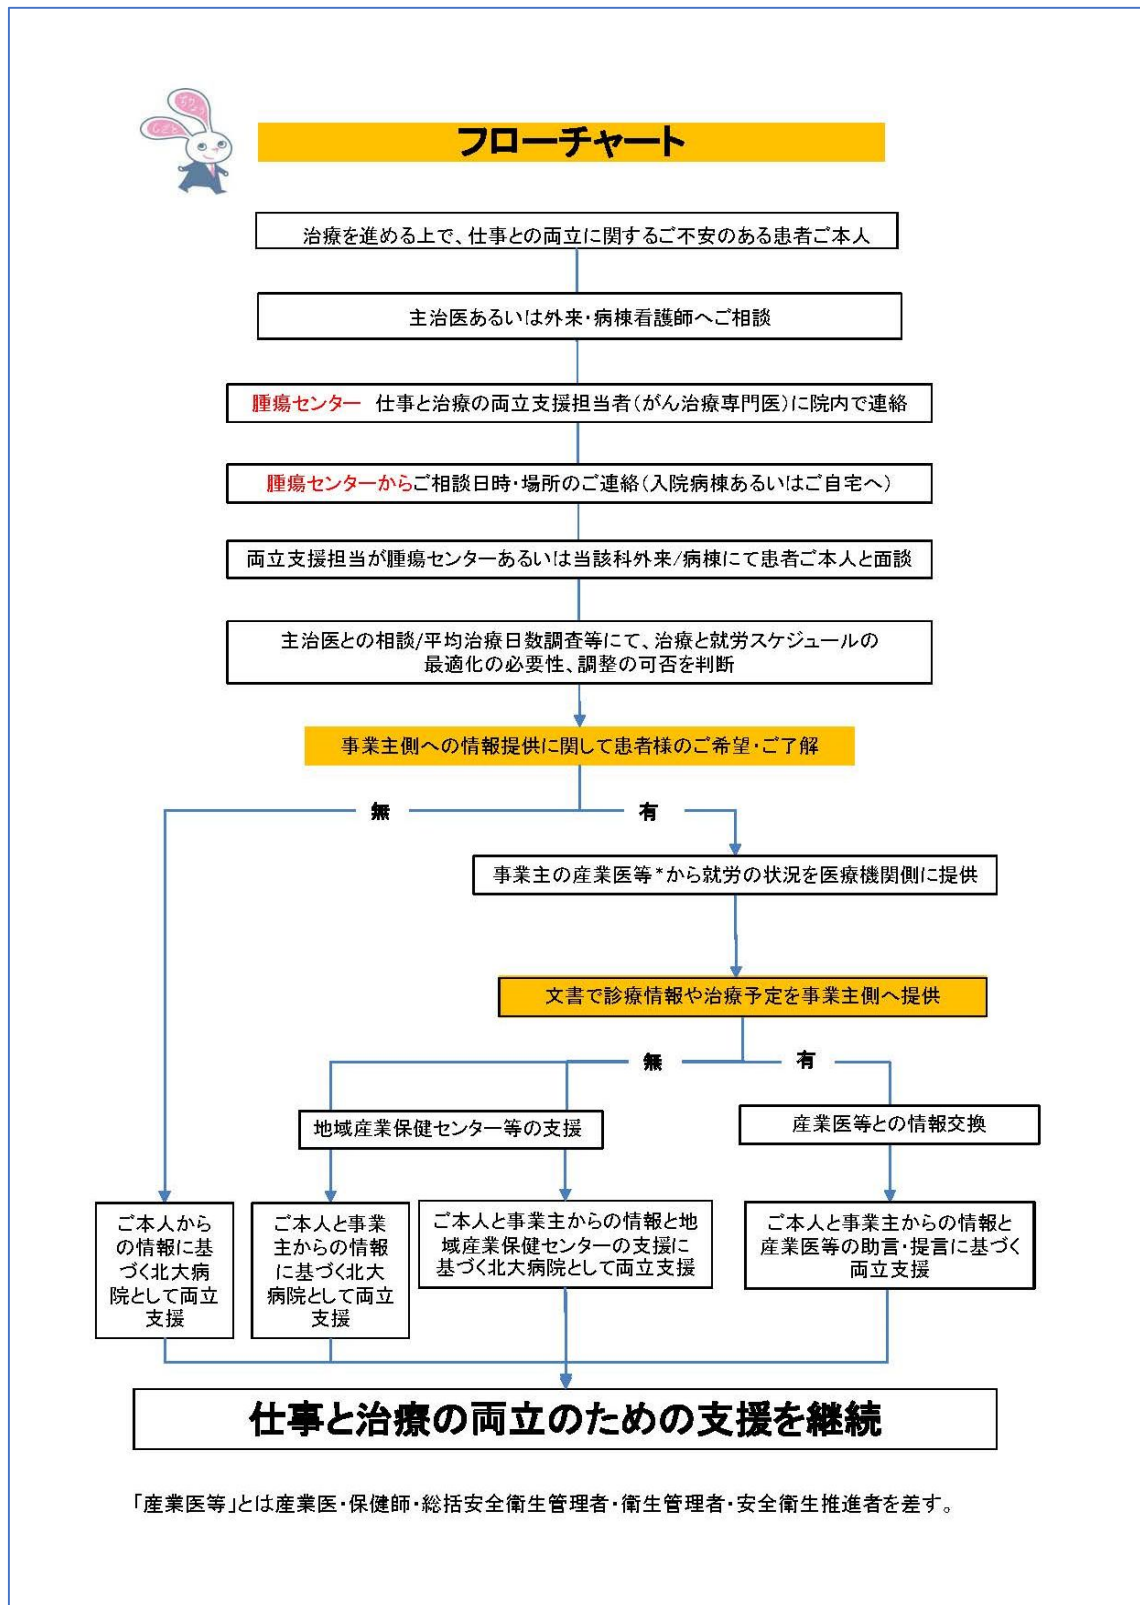 ちりょう
しごと
フローチャート
治療を進める上で、仕事との両立に関するご不安のある患者ご本人
主治医あるいは外来・病棟看護師へご相談
腫瘍センター　仕事と治療の両立支援担当者（がん治療専門医）に院内で連絡
腫瘍センターからご相談日時・場所のご連絡（入院病棟あるいはご自宅へ）
両立支援担当が腫瘍センターあるいは当該科外来/病棟にて患者ご本人と面談
主治医との相談/平均治療日数調査等にて、治療と就労スケジュールの
最適化の必要性、調整の可否を判断
事業主側への情報提供に関して患者様のご希望・ご了解
無
有
事業主の産業医等*から就労の状況を医療機関側に提供
文書で診療情報や治療予定を事業主側へ提供
無
有
地域産業保健センター等の支援
産業医等との情報交換
ご本人から
の情報に基
づく北大病
院として両立
支援
ご本人と事業
主からの情報
に基づく北大
病院として両立
支援
ご本人と事業主からの情報と地
域産業保健センターの支援に
基づく北大病院として両立支援
ご本人と事業主からの情報と
産業医等の助言・提言に基づく
両立支援
仕事と治療の両立のための支援を継続
「産業医等」とは産業医・保健師・総括安全衛生管理者・衛生管理者・安全衛生推進者を差す。